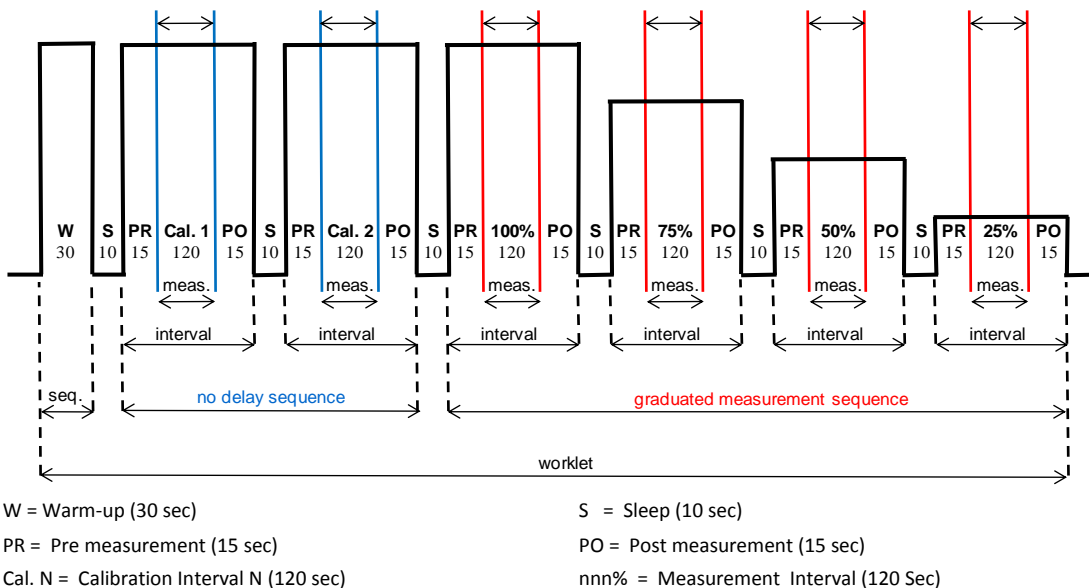 W S PR Cal. 1 PO S PR Cal. 2 PO S PR 100% PO S PR 75% PO S PR 50% PO S PR 25% PO
30 10 15 120 15 10 15 120 15 10 15 120 15 10 15 120 15 10 15 120 15 10 15 120 15
meas. meas. meas. meas. meas. meas.
interval interval interval interval interval interval
seq. no delay sequence graduated measurement sequence
worklet
W = Warm-up (30 sec) S = Sleep (10 sec)
PR = Pre measurement (15 sec) PO = Post measurement (15 sec)
Cal. N = Calibration Interval N (120 sec) nnn% = Measurement Interval (120 Sec)